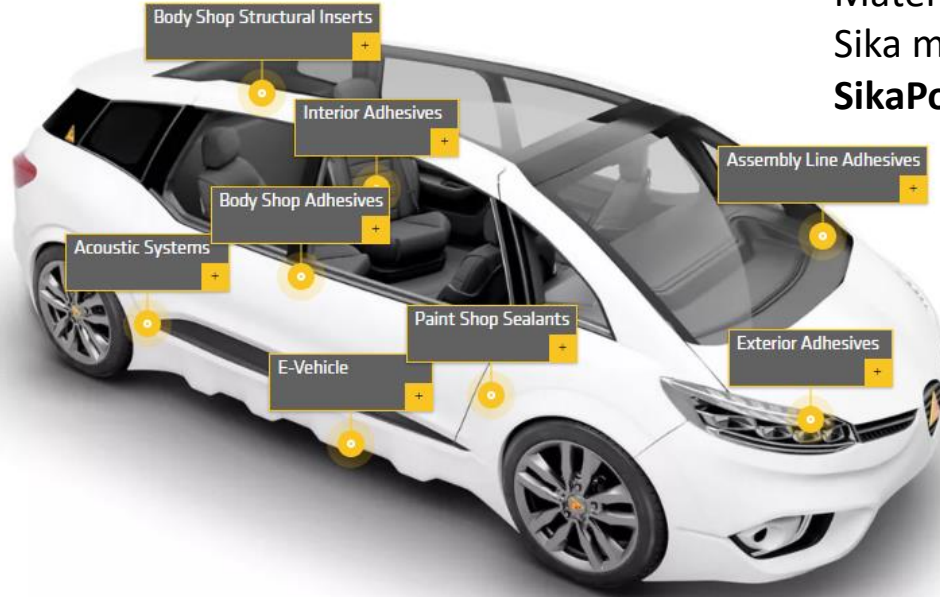 Sika m
SikaPo
Body Shop Structural Inserts
+
Interior Adhesives
+
Assembly Line Adhesives
+
Body Shop Adhesives
+
Acoustic Systems
+
Paint Shop Sealants
+
Exterior Adhesives
+
E-Vehicle
+